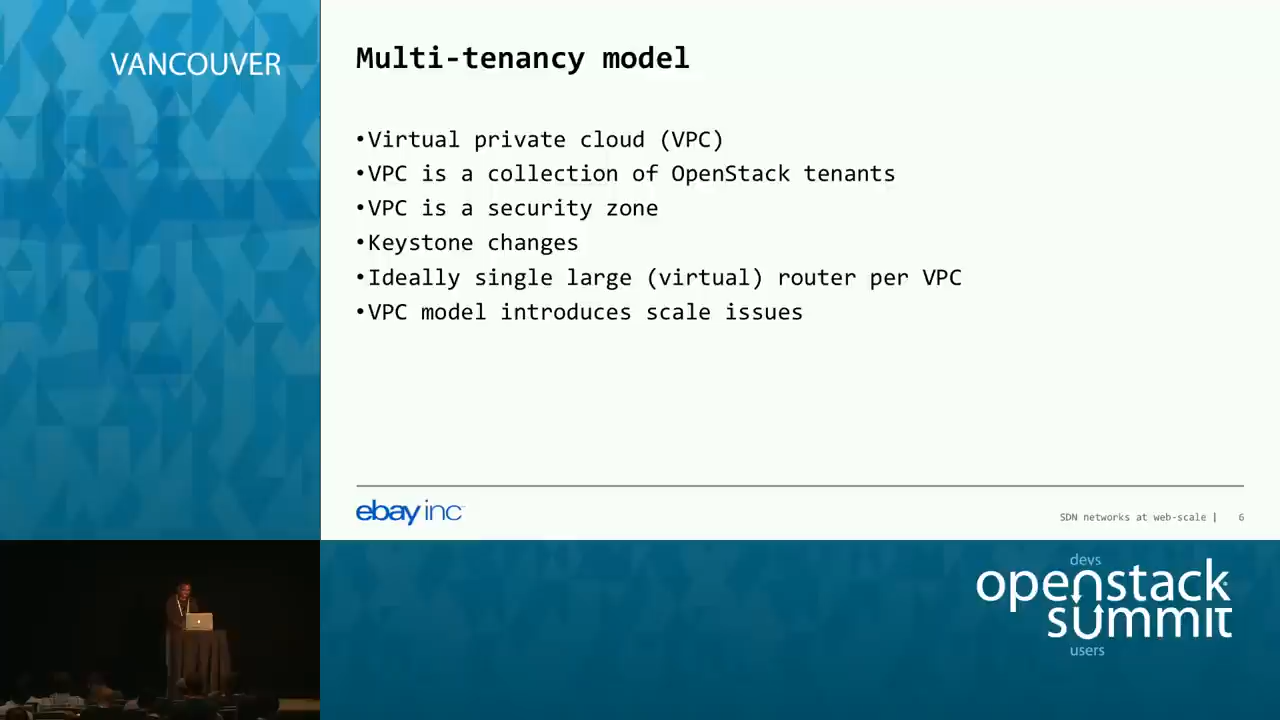 VANCOUVER
Multi-tenancy model
•Virtual private cloud (VPC)
•VPC is a collection of OpenStack tenants
•VPC is a security zone
•Keystone changes
•Ideally single large (virtual) router per VPC
•VPC model introduces scale issues
ebay inc
SDN networks at web-scale | 6
devs
openstack
summit
users